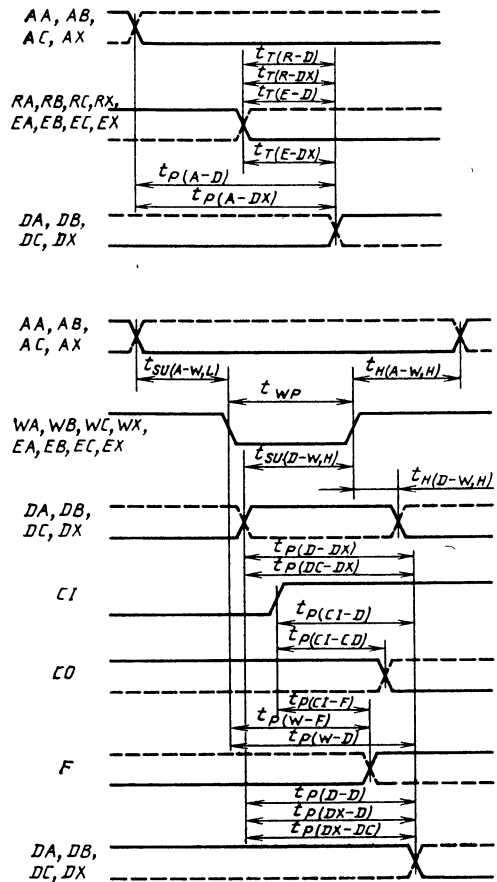 AA, AB,
AC, AX
tT(R-D)
tT(R-DX)
tT(E-D)
RA, RB, RC, RX,
EA, EB, EC, EX
tT(E-DX)
tP(A-D)
tP(A-DX)
DA, DB,
DC, DX
AA, AB,
AC, AX
tSU(A-W,L)
tWP
tH(A-W,H)
WA, WB, WC, WX,
EA, EB, EC, EX
tSU(D-W,H)
tH(D-W,H)
DA, DB,
DC, DX
tP(D-DX)
tP(DC-DX)
CI
tP(CI-D)
tP(CI-CD)
CO
tP(CI-F)
tP(W-F)
tP(W-D)
F
tP(D-D)
tP(DX-D)
tP(DX-DC)
DA, DB,
DC, DX